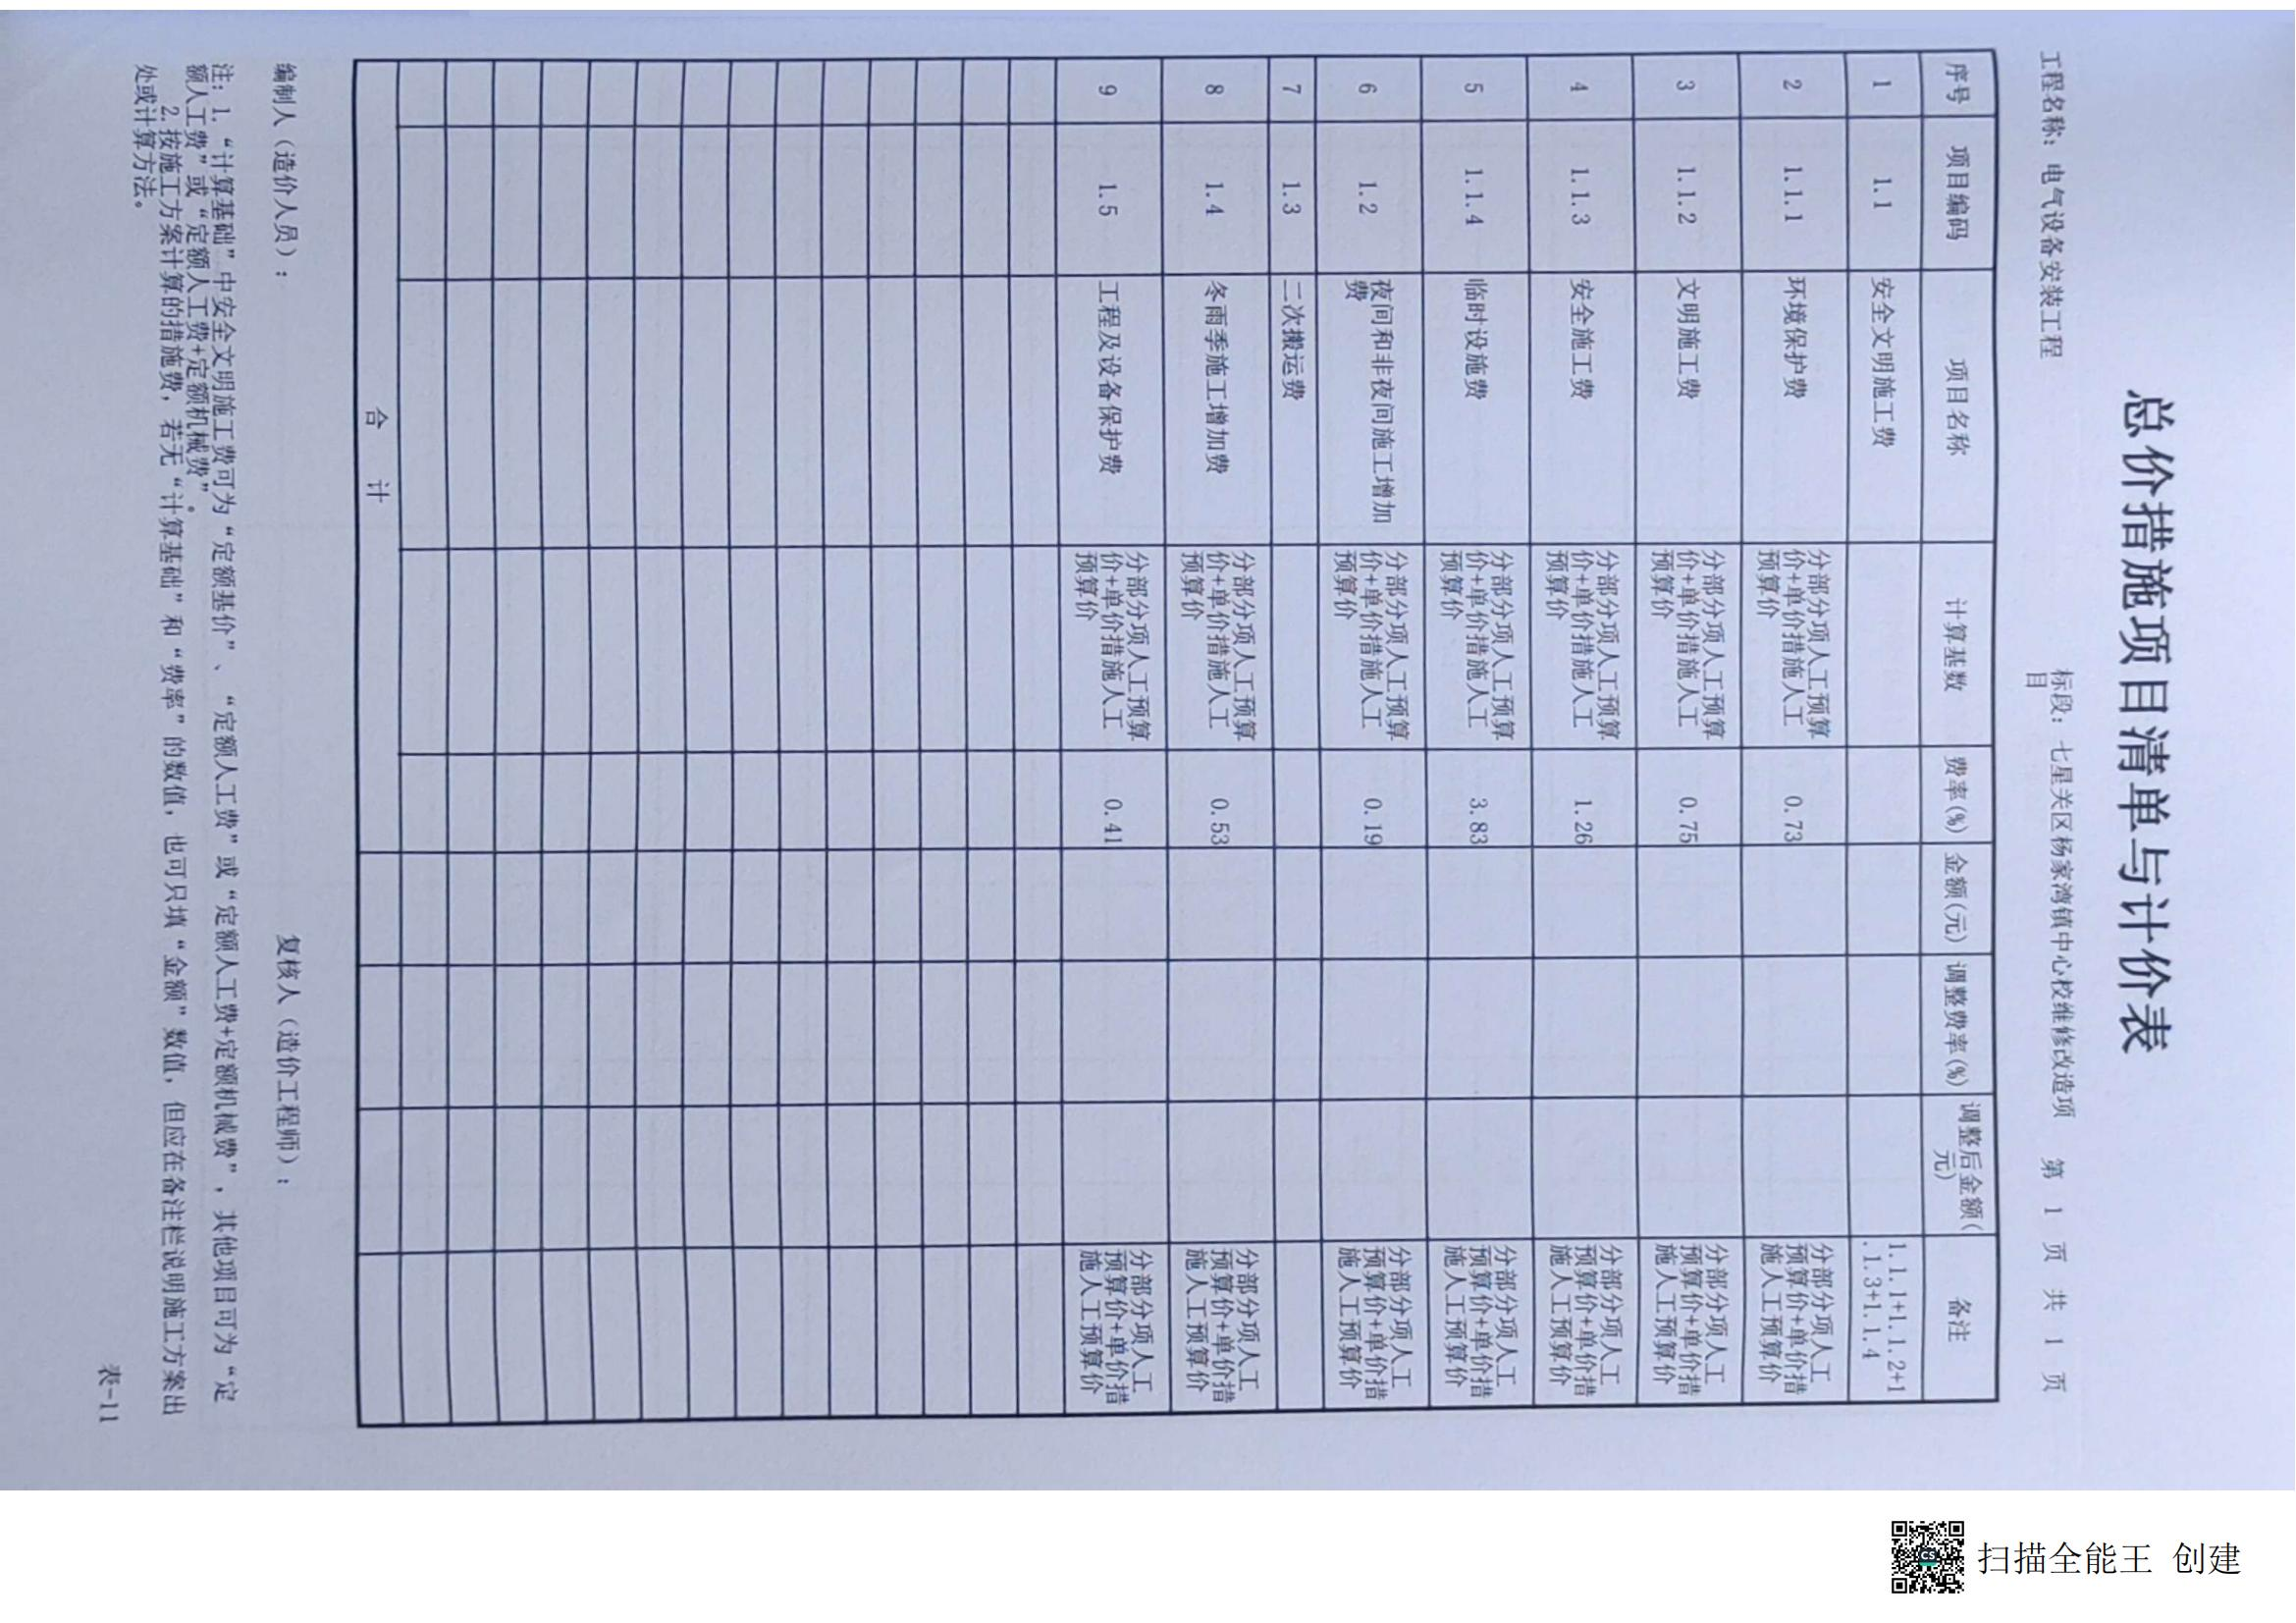 总价措施项目清单与计价表
工程名称：电气设备安装工程
标段：七星关区杨家湾镇中心校维修改造项
目
第 1 页 共 1 页
序号 项目编码 项目名称 计算基数 费率(%) 金额(元) 调整费率(%) 调整后金额(
元) 备注
1 1.1 安全文明施工费 1.1.1+1.1.2+1
.1.3+1.1.4
2 1.1.1 环境保护费 分部分项人工预算
价+单价措施人工
预算价 0.73 分部分项人工
预算价+单价措
施人工预算价
3 1.1.2 文明施工费 分部分项人工预算
价+单价措施人工
预算价 0.75 分部分项人工
预算价+单价措
施人工预算价
4 1.1.3 安全施工费 分部分项人工预算
价+单价措施人工
预算价 1.26 分部分项人工
预算价+单价措
施人工预算价
5 1.1.4 临时设施费 分部分项人工预算
价+单价措施人工
预算价 3.83 分部分项人工
预算价+单价措
施人工预算价
6 1.2 夜间和非夜间施工增加
费 分部分项人工预算
价+单价措施人工
预算价 0.19 分部分项人工
预算价+单价措
施人工预算价
7 1.3 二次搬运费
8 1.4 冬雨季施工增加费 分部分项人工预算
价+单价措施人工
预算价 0.53 分部分项人工
预算价+单价措
施人工预算价
9 1.5 工程及设备保护费 分部分项人工预算
价+单价措施人工
预算价 0.41 分部分项人工
预算价+单价措
施人工预算价
合 计
编制人（造价人员）： 复核人（造价工程师）：
注：1.“计算基础”中安全文明施工费可为“定额基价”、“定额人工费”或“定额人工费+定额机械费”，其他项目可为“定
额人工费”或“定额人工费+定额机械费”。
2.按施工方案计算的措施费，若无“计算基础”和“费率”的数值，也可只填“金额”数值，但应在备注栏说明施工方案出
处或计算方法。
表-11
扫描全能王 创建